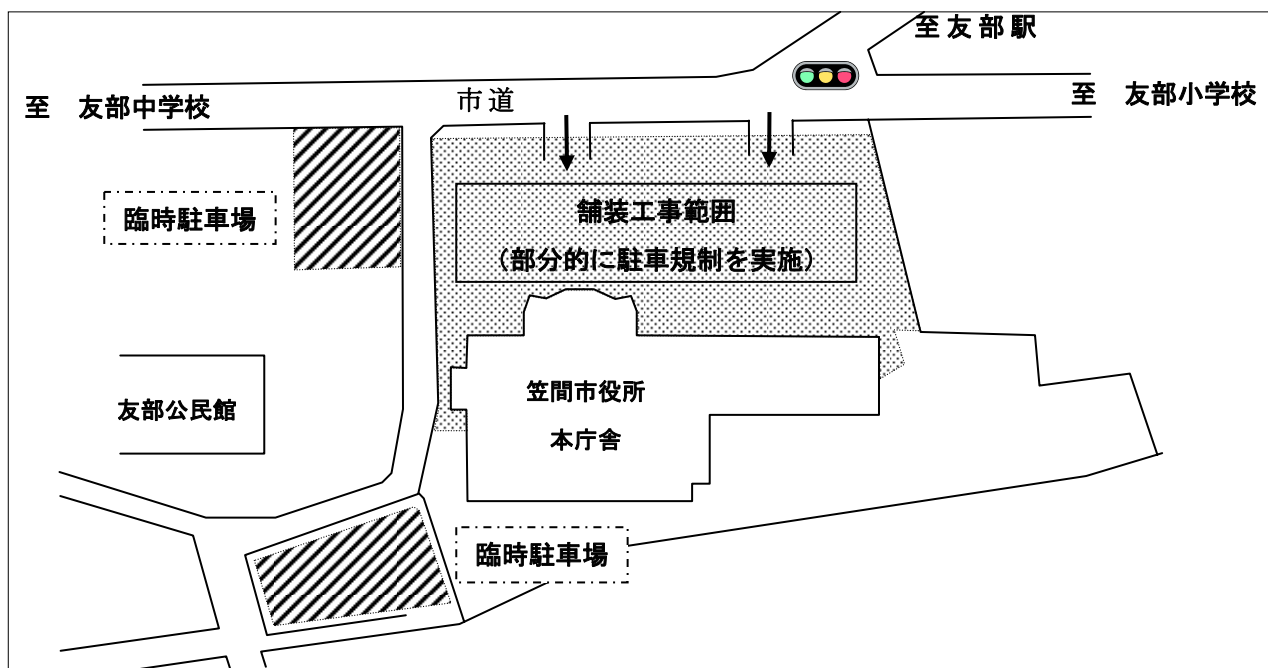 至友部駅
至　友部中学校
市道
至　友部小学校
臨時駐車場
舗装工事範囲
（部分的に駐車規制を実施）
友部公民館
笠間市役所
本庁舎
臨時駐車場